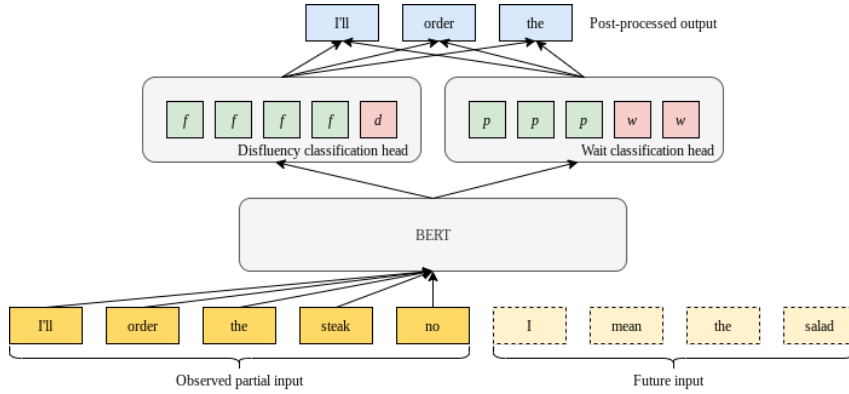 I'll order the Post-processed output
f f f f d p p p w w
Disfluency classification head Wait classification head
BERT
I'll order the steak no I mean the salad
Observed partial input Future input